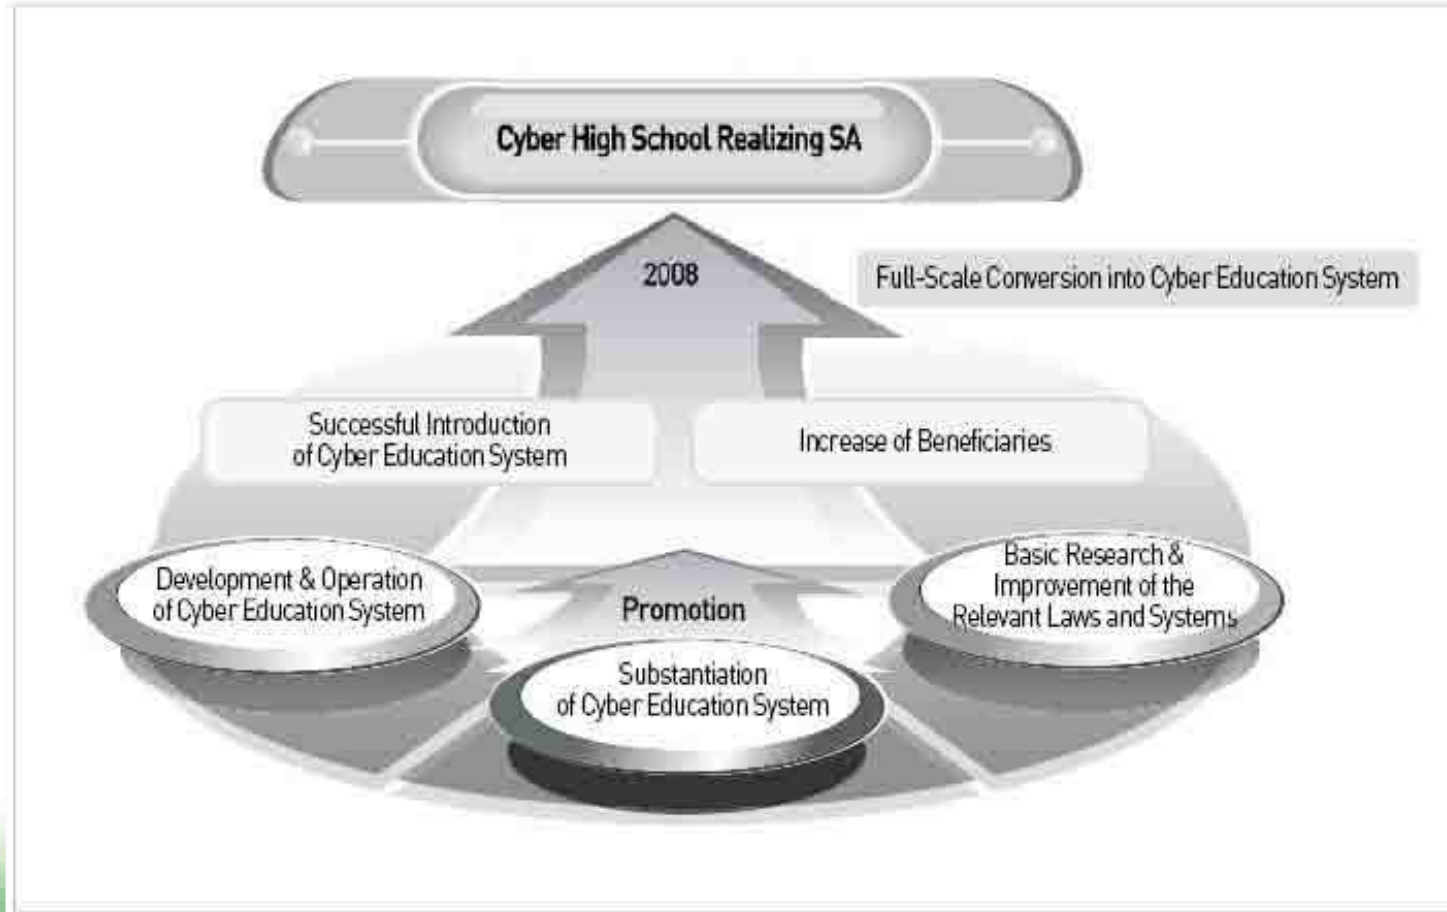 Cyber High School Realizing SA
2008
Full-Scale Conversion into Cyber Education System
Successful Introduction
of Cyber Education System
Increase of Beneficiaries
Development & Operation
of Cyber Education System
Promotion
Basic Research &
Improvement of the
Relevant Laws and Systems
Substantiation
of Cyber Education System